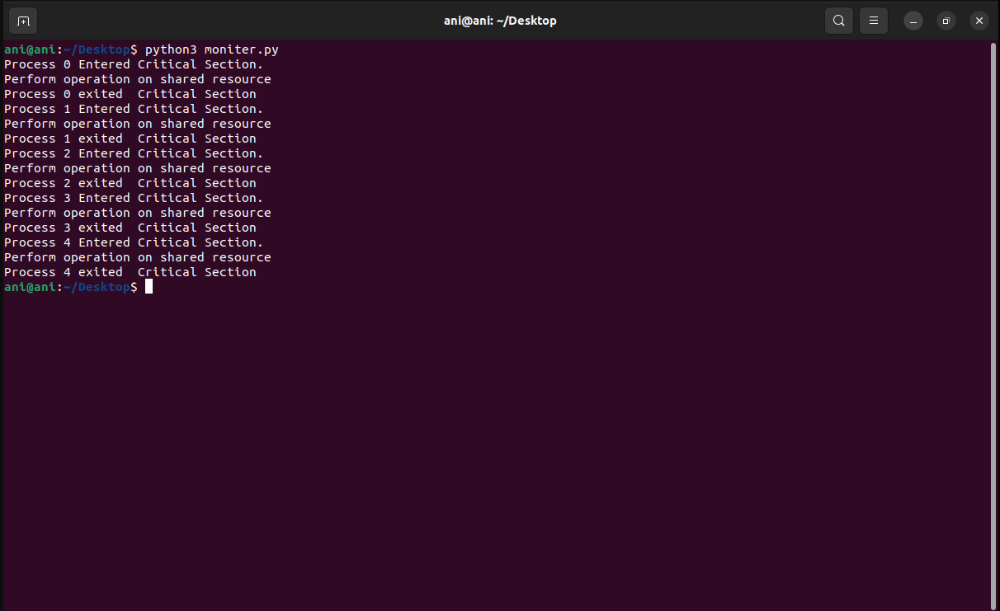 ani@ani: ~/Desktop
ani@ani:~/Desktop$ python3 moniter.py
Process 0 Entered Critical Section.
Perform operation on shared resource
Process 0 exited  Critical Section
Process 1 Entered Critical Section.
Perform operation on shared resource
Process 1 exited  Critical Section
Process 2 Entered Critical Section.
Perform operation on shared resource
Process 2 exited  Critical Section
Process 3 Entered Critical Section.
Perform operation on shared resource
Process 3 exited  Critical Section
Process 4 Entered Critical Section.
Perform operation on shared resource
Process 4 exited  Critical Section
ani@ani:~/Desktop$